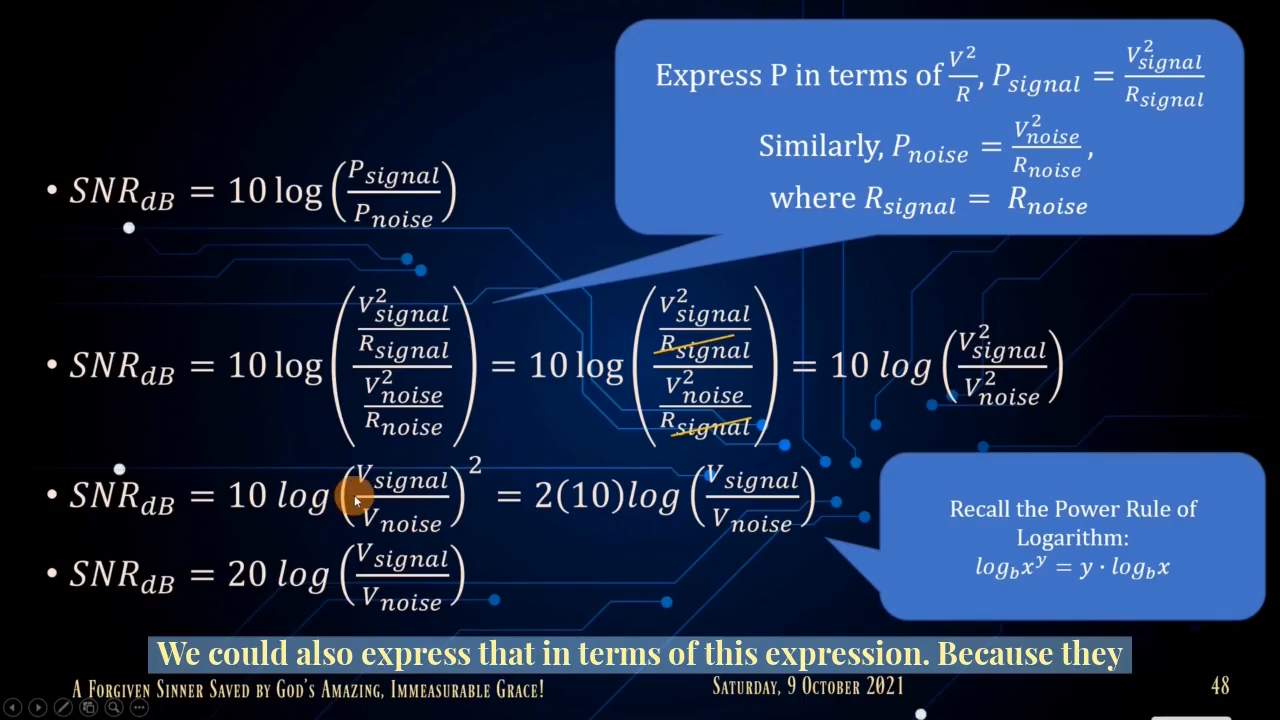 Express P in terms of V²/R, P_signal = V²_signal/R_signal
Similarly, P_noise = V²_noise/R_noise,
where R_signal = R_noise
• SNR_dB = 10 log (P_signal/P_noise)
• SNR_dB = 10 log ((V²_signal/R_signal)/(V²_noise/R_noise)) = 10 log ((V²_signal/R_signal)/(V²_noise/R_signal)) = 10 log (V²_signal/V²_noise)
• SNR_dB = 10 log (V_signal/V_noise)² = 2(10)log (V_signal/V_noise)
Recall the Power Rule of
Logarithm:
log_b x^y = y · log_b x
• SNR_dB = 20 log (V_signal/V_noise)
We could also express that in terms of this expression. Because they
A Forgiven Sinner Saved by God's Amazing, Immeasurable Grace!
Saturday, 9 October 2021
48